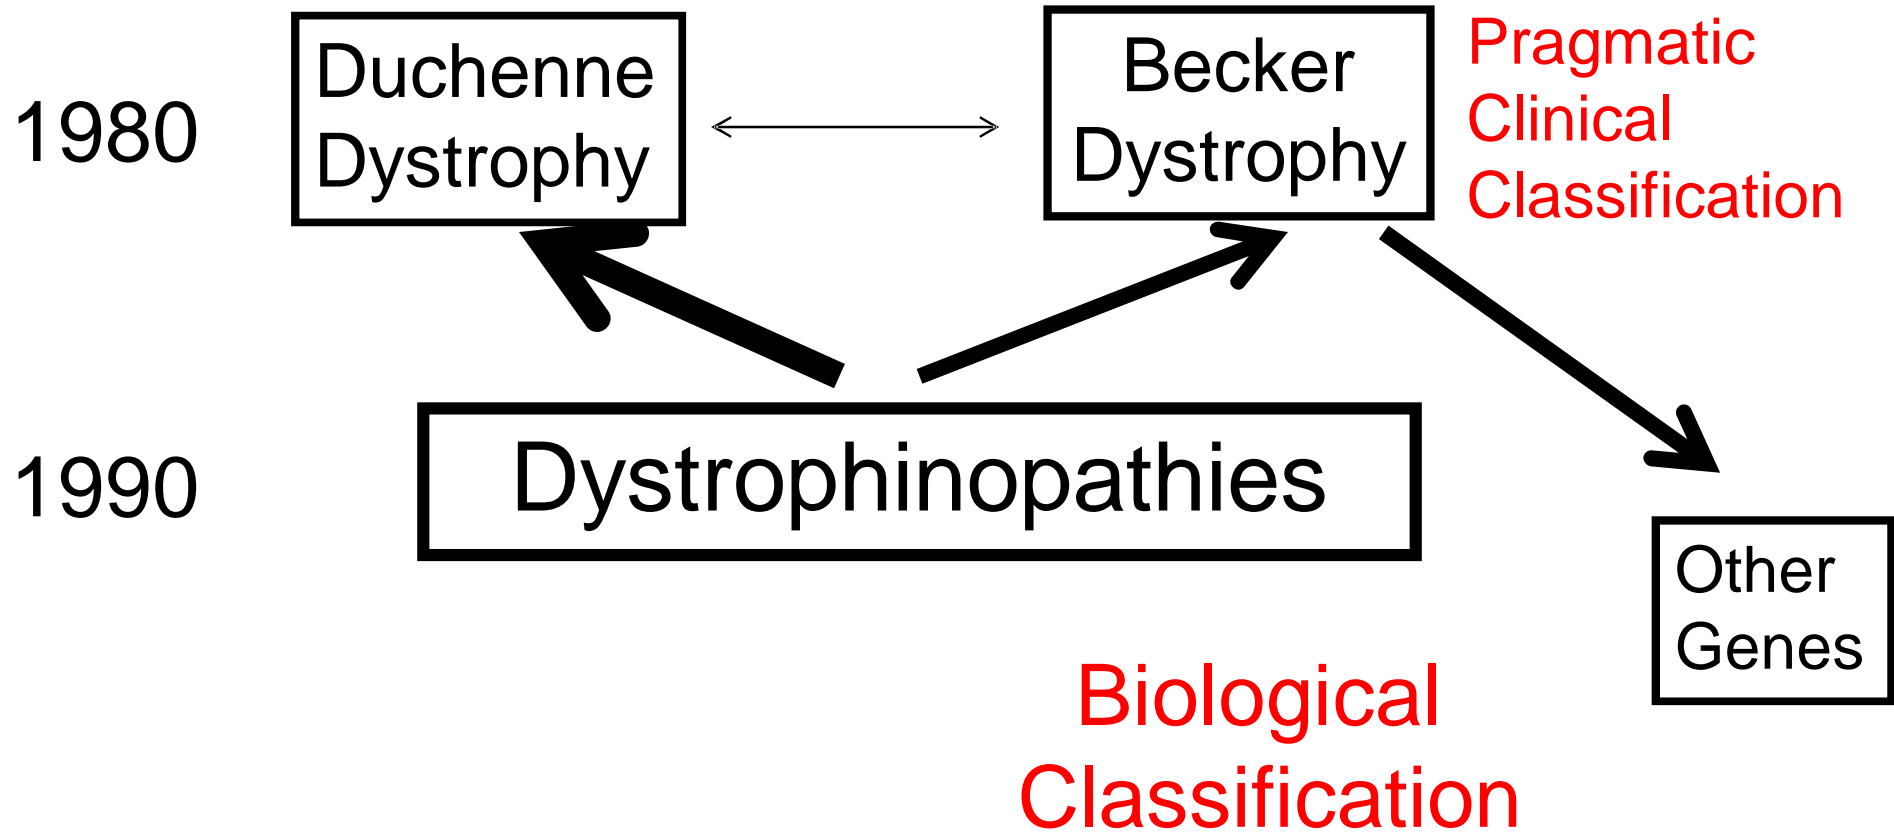 1980
Duchenne
Dystrophy
Becker
Dystrophy
Pragmatic
Clinical
Classification
1990
Dystrophinopathies
Other
Genes
Biological
Classification